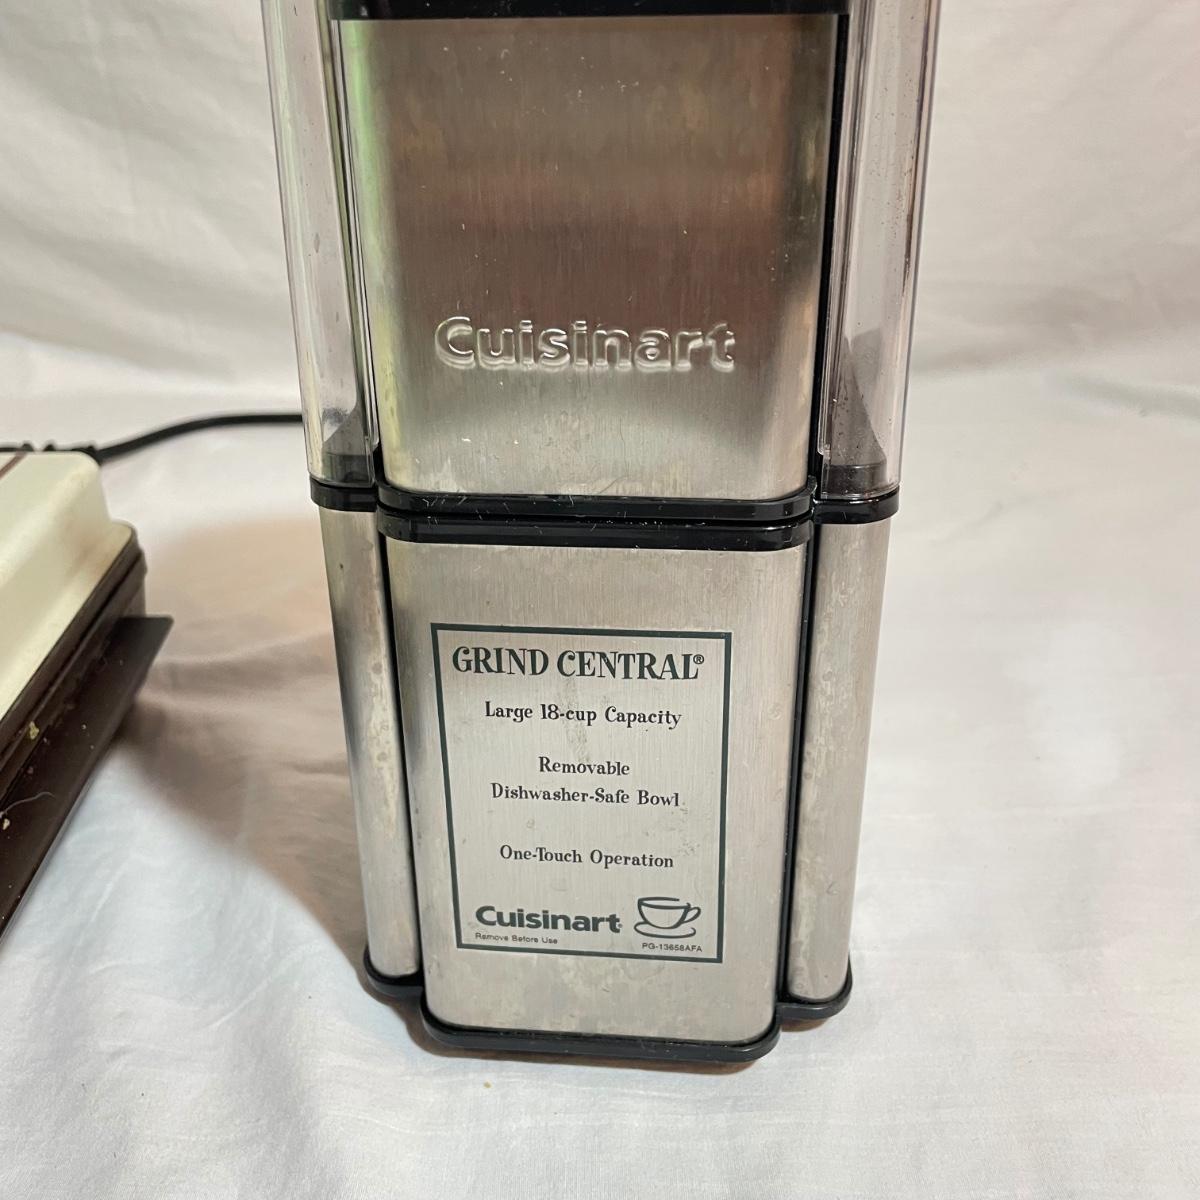 Cuisinart
GRIND CENTRAL®
Large 18-cup Capacity
Removable
Dishwasher-Safe Bowl
One-Touch Operation
Cuisinart
Remove Before Use
PG-13658AFA